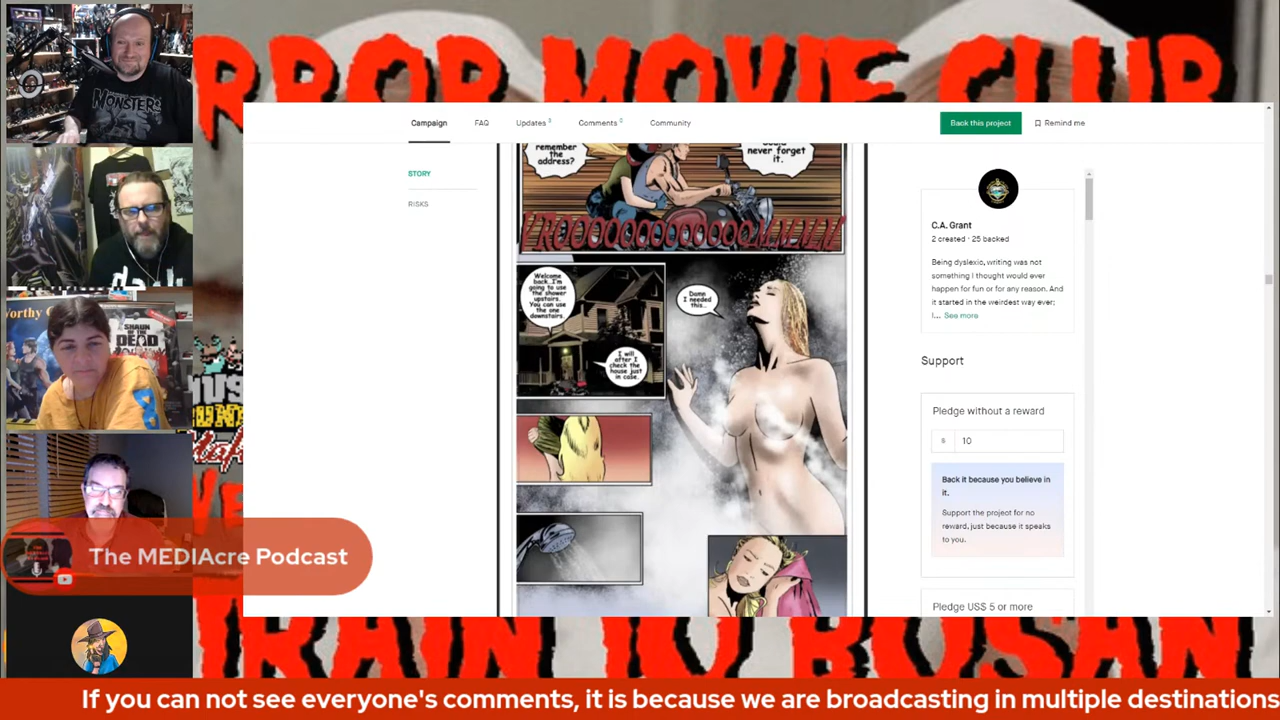 RROR MOVIE CLUB
MONSTERS
Campaign
FAQ
Updates 3
Comments 0
Community
Back this project
Remind me
STORY
RISKS
remember
the
address?
never forget
it.
VROOOOOOOOOOOMMMM
Welcome
back. I'm
going to use
the shower
upstairs.
You can use
the one
downstairs.
I will
after I
check the
house just
in case.
Damn
I needed
this..
C.A. Grant
2 created · 25 backed
Being dyslexic, writing was not
something I thought would ever
happen for fun or for any reason. And
it started in the weirdest way ever;
I... See more
Support
Pledge without a reward
$ 10
Back it because you believe in
it.
Support the project for no
reward, just because it speaks
to you.
Pledge US$ 5 or more
orthy
SHAUN
OF THE
DEAD
The MEDIAcre Podcast
TRAIN TO BOSAN
If you can not see everyone's comments, it is because we are broadcasting in multiple destinations